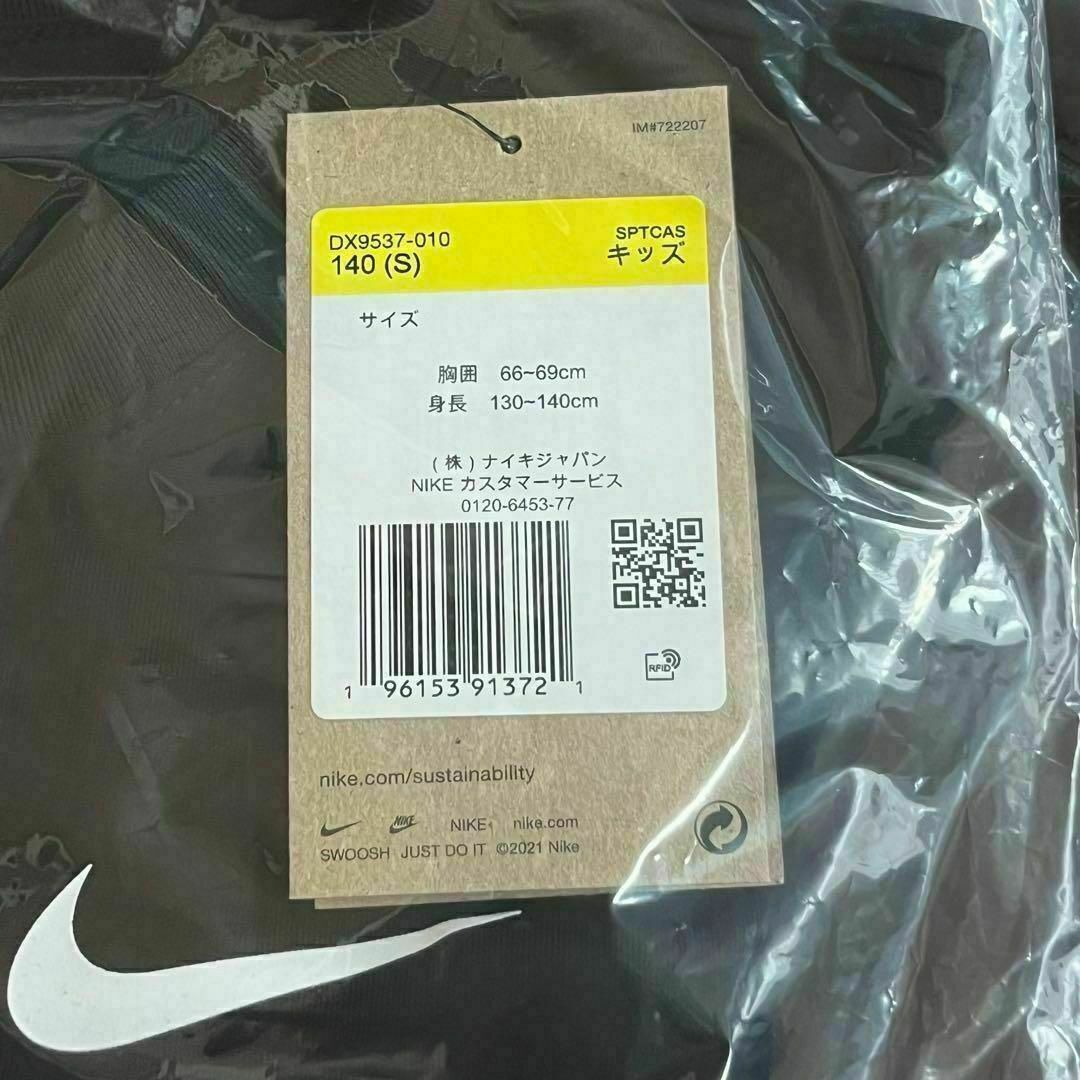 IM#722207
DX9537-010
SPTCAS
140 (S)
キッズ
サイズ
胸囲 66~69cm
身長 130~140cm
(株)ナイキジャパン
NIKE カスタマーサービス
0120-6453-77
RFID
1 96153 91372 1
nike.com/sustainability
NIKE NIKE nike.com
SWOOSH JUST DO IT ©2021 Nike